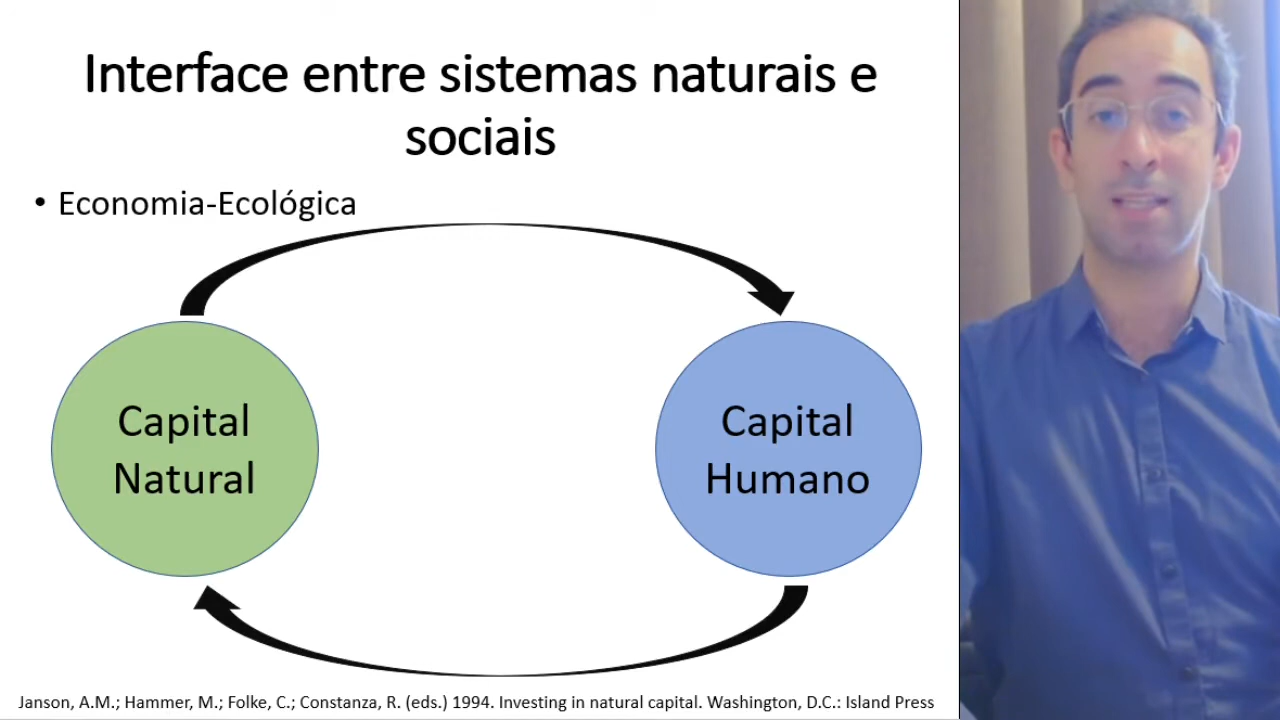 Interface entre sistemas naturais e
sociais
• Economia-Ecológica
Capital
Natural
Capital
Humano
Janson, A.M.; Hammer, M.; Folke, C.; Constanza, R. (eds.) 1994. Investing in natural capital. Washington, D.C.: Island Press